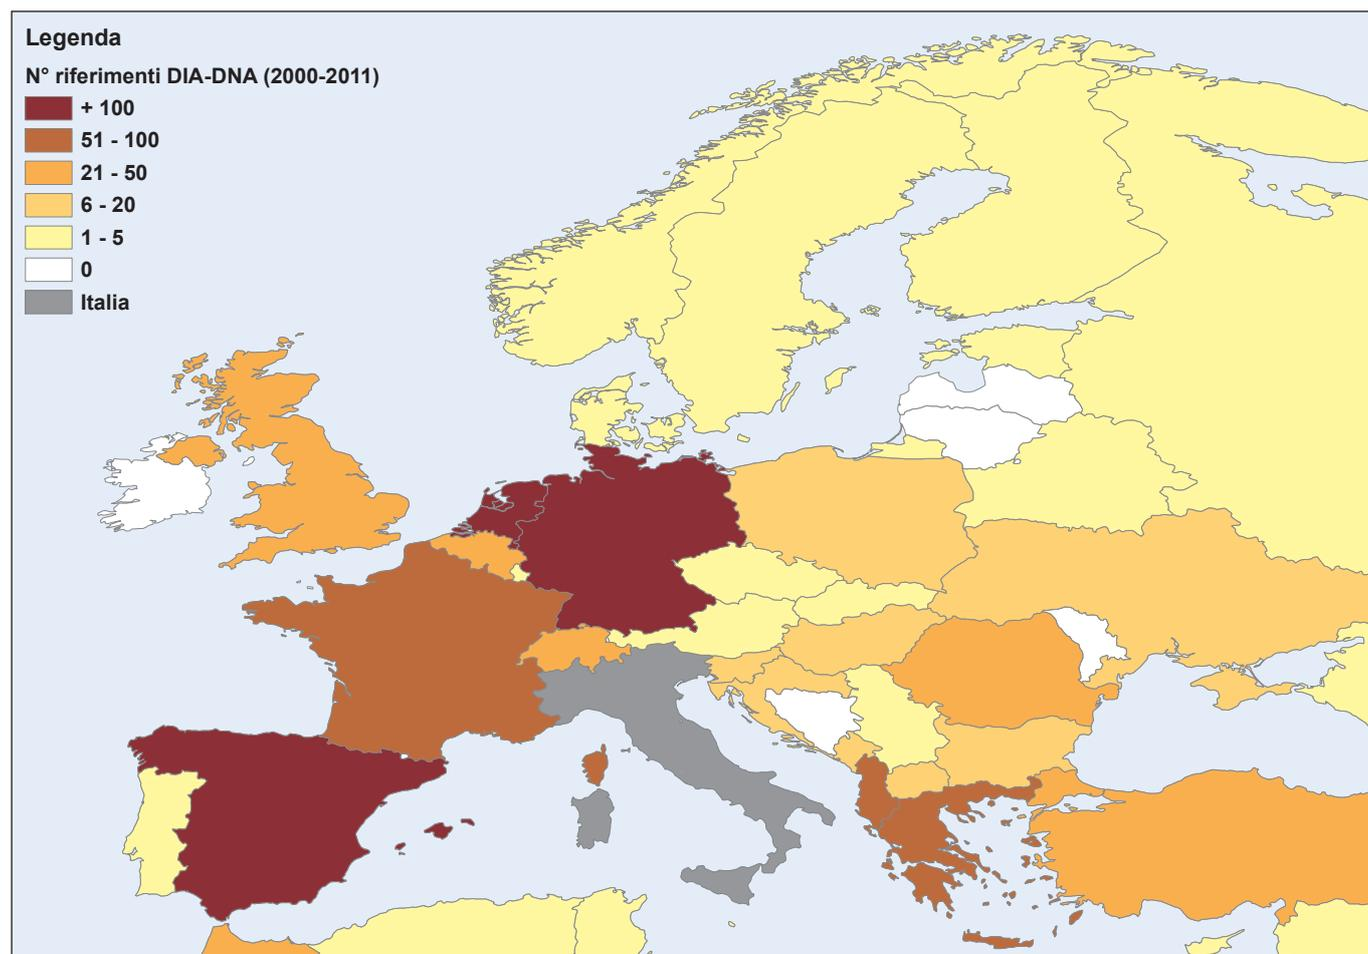 Legenda
N° riferimenti DIA-DNA (2000-2011)
+ 100
51 - 100
21 - 50
6 - 20
1 - 5
0
Italia